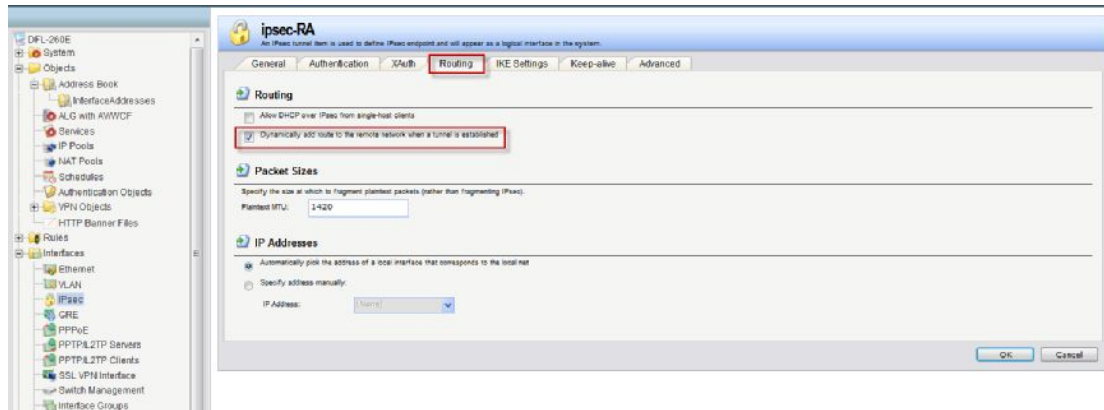 DFL-260E
System
Objects
Address Book
InterfaceAddresses
ALG with AV/WCF
Services
IP Pools
NAT Pools
Schedules
Authentication Objects
VPN Objects
HTTP Banner Files
Rules
Interfaces
Ethernet
VLAN
IPsec
GRE
PPPoE
PPTP/L2TP Servers
PPTP/L2TP Clients
SSL VPN Interface
Switch Management
Interface Groups
ipsec-RA
An IPsec tunnel item is used to define IPsec endpoint and will appear as a logical interface in the system.
General Authentication XAuth Routing IKE Settings Keep-alive Advanced
Routing
Allow DHCP over IPsec from single-host clients
Dynamically add route to the remote network when a tunnel is established
Packet Sizes
Specify the size at which to fragment plaintext packets (rather than fragmenting IPsec).
Plaintext MTU: 1420
IP Addresses
Automatically pick the address of a local interface that corresponds to the local net
Specify address manually:
IP Address: (None)
OK Cancel